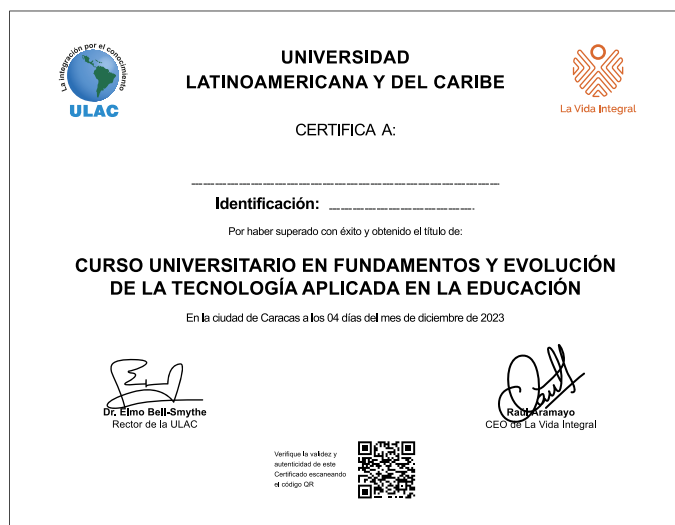 La integración por el conocimiento
ULAC
UNIVERSIDAD
LATINOAMERICANA Y DEL CARIBE
La Vida Integral
CERTIFICA A:
Identificación:
Por haber superado con éxito y obtenido el título de:
CURSO UNIVERSITARIO EN FUNDAMENTOS Y EVOLUCIÓN
DE LA TECNOLOGÍA APLICADA EN LA EDUCACIÓN
En la ciudad de Caracas a los 04 días del mes de diciembre de 2023
Dr. Elmo Bell-Smythe
Rector de la ULAC
Raúl Aramayo
CEO de La Vida Integral
Verifique la validez y
autenticidad de este
Certificado escaneando
el código QR